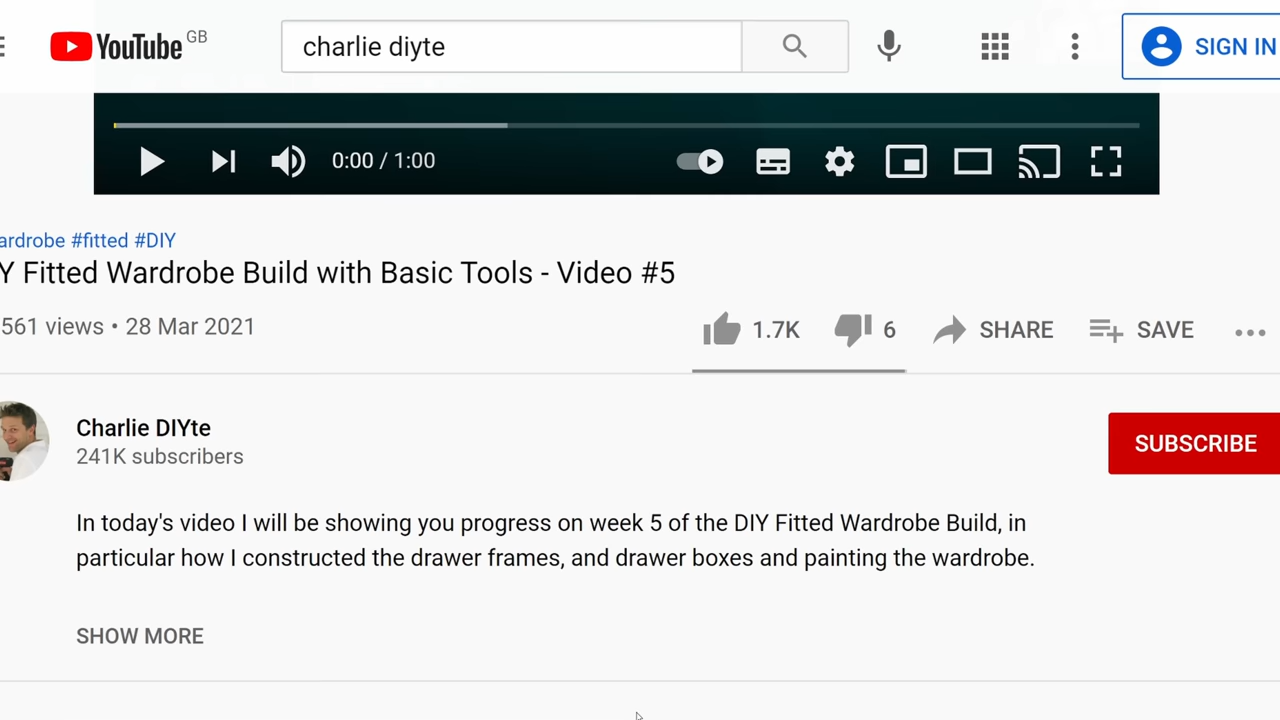 YouTube GB
charlie diyte
SIGN IN
0:00 / 1:00
ardrobe #fitted #DIY
Y Fitted Wardrobe Build with Basic Tools - Video #5
561 views • 28 Mar 2021
1.7K
6
SHARE
SAVE
Charlie DIYte
241K subscribers
SUBSCRIBE
In today's video I will be showing you progress on week 5 of the DIY Fitted Wardrobe Build, in
particular how I constructed the drawer frames, and drawer boxes and painting the wardrobe.
SHOW MORE